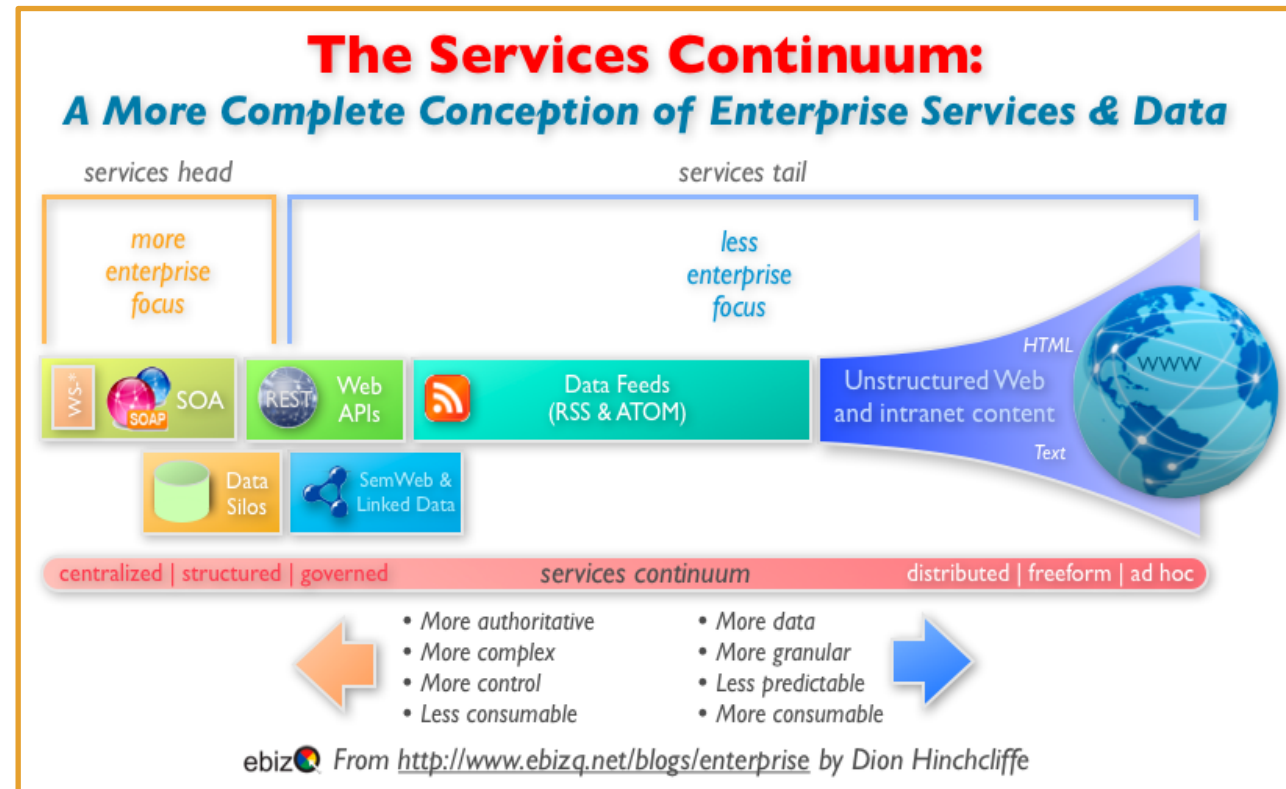 The Services Continuum:
A More Complete Conception of Enterprise Services & Data
services head
services tail
more
enterprise
focus
less
enterprise
focus
WS-*
SOAP
SOA
REST
Web
APIs
Data Feeds
(RSS & ATOM)
HTML
Unstructured Web
and intranet content
Text
WWW
Data
Silos
SemWeb &
Linked Data
centralized | structured | governed
services continuum
distributed | freeform | ad hoc
• More authoritative
• More complex
• More control
• Less consumable
• More data
• More granular
• Less predictable
• More consumable
ebizQ From http://www.ebizq.net/blogs/enterprise by Dion Hinchcliffe